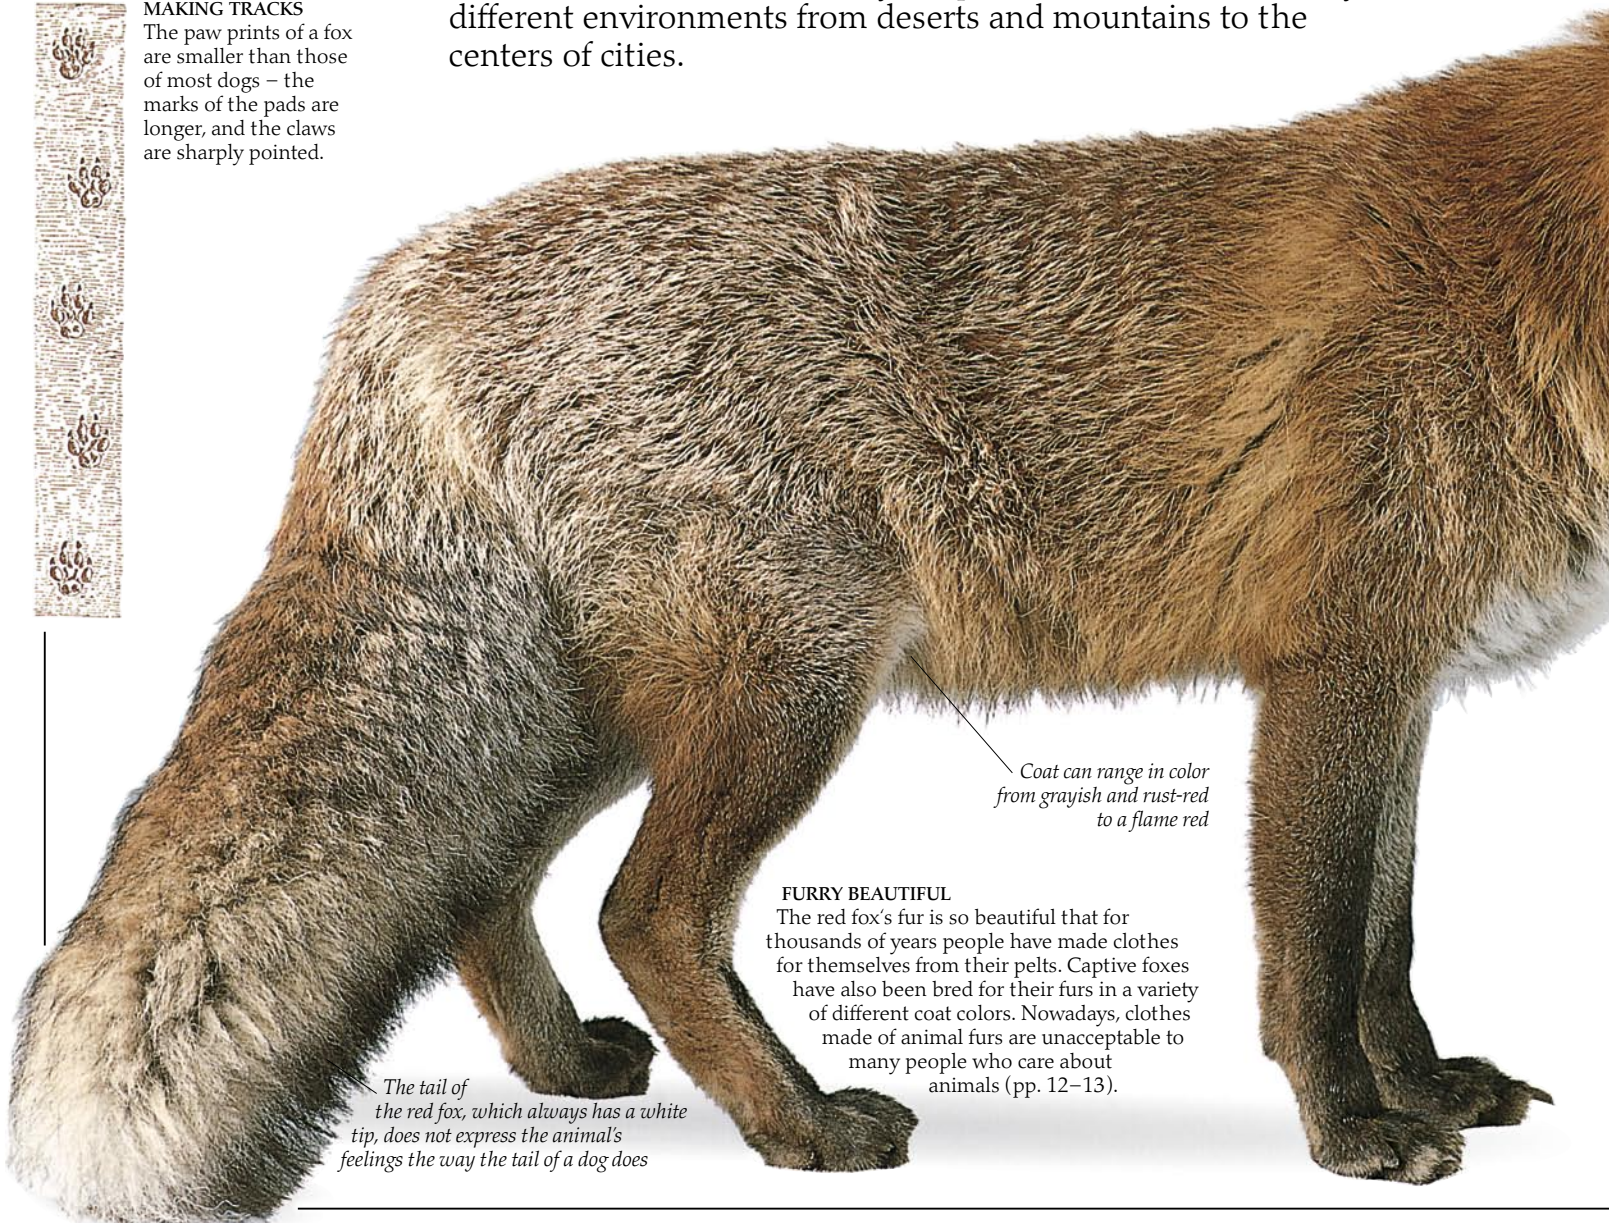 MAKING TRACKS
The paw prints of a fox
are smaller than those
of most dogs – the
marks of the pads are
longer, and the claws
are sharply pointed.
different environments from deserts and mountains to the
centers of cities.
Coat can range in color
from grayish and rust-red
to a flame red
FURRY BEAUTIFUL
The red fox's fur is so beautiful that for
thousands of years people have made clothes
for themselves from their pelts. Captive foxes
have also been bred for their furs in a variety
of different coat colors. Nowadays, clothes
made of animal furs are unacceptable to
many people who care about
animals (pp. 12–13).
The tail of
the red fox, which always has a white
tip, does not express the animal's
feelings the way the tail of a dog does